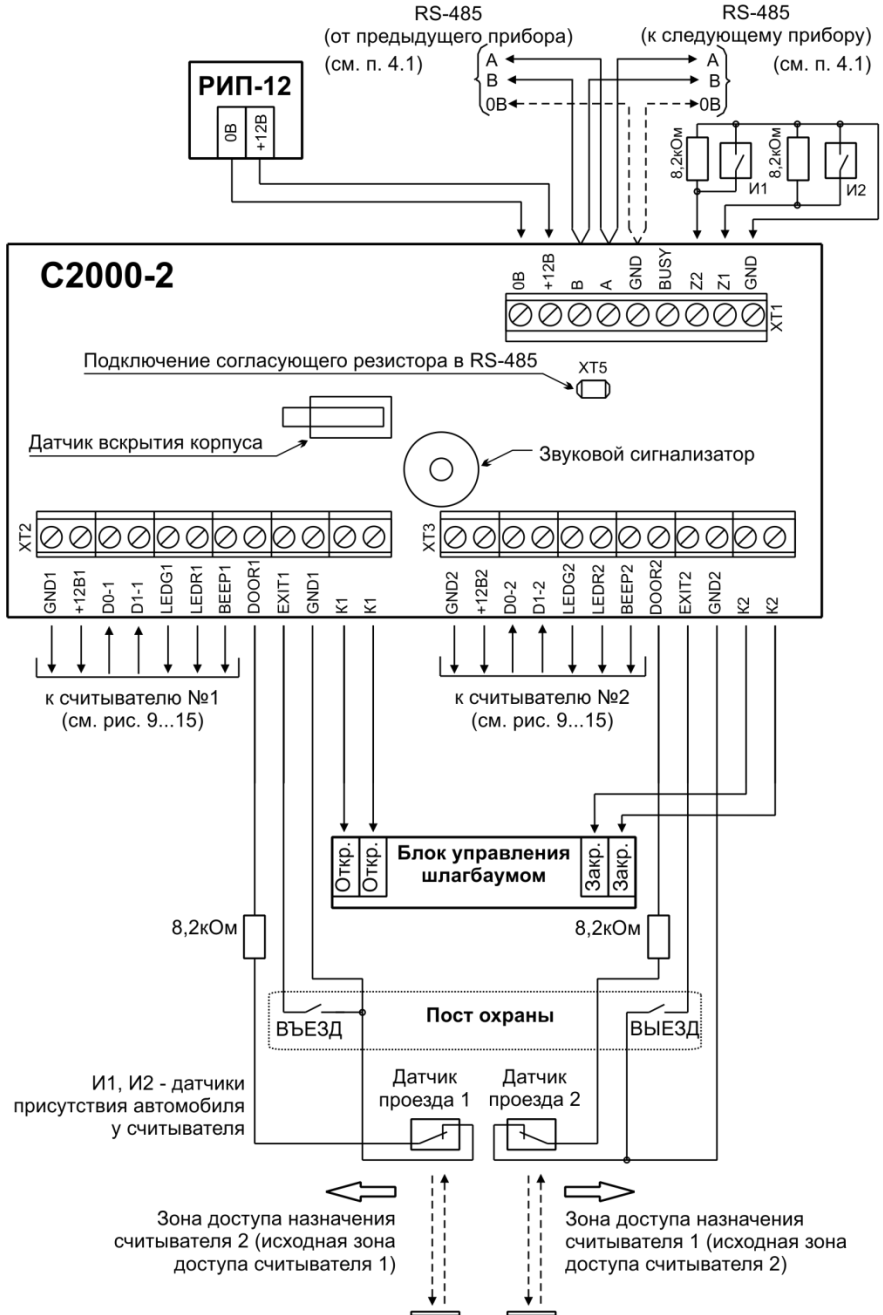 RS-485
(от предыдущего прибора)
(см. п. 4.1)
A
B
0В
RS-485
(к следующему прибору)
A
B
0В
(см. п. 4.1)
РИП-12
0В
+12В
8,2кОм
И1
8,2кОм
И2
С2000-2
0В
+12В
B
A
GND
BUSY
Z2
Z1
GND
XT1
Подключение согласующего резистора в RS-485
XT5
Датчик вскрытия корпуса
Звуковой сигнализатор
XT2
GND1
+12В1
D0-1
D1-1
LEDG1
LEDR1
BEEP1
DOOR1
EXIT1
GND1
К1
К1
XT3
GND2
+12В2
D0-2
D1-2
LEDG2
LEDR2
BEEP2
DOOR2
EXIT2
GND2
К2
К2
к считывателю №1
(см. рис. 9...15)
к считывателю №2
(см. рис. 9...15)
Откр.
Откр.
Блок управления
шлагбаумом
Закр.
Закр.
8,2кОм
8,2кОм
ВЪЕЗД
Пост охраны
ВЫЕЗД
И1, И2 - датчики
присутствия автомобиля
у считывателя
Датчик
проезда 1
Датчик
проезда 2
Зона доступа назначения
считывателя 2 (исходная зона
доступа считывателя 1)
Зона доступа назначения
считывателя 1 (исходная зона
доступа считывателя 2)